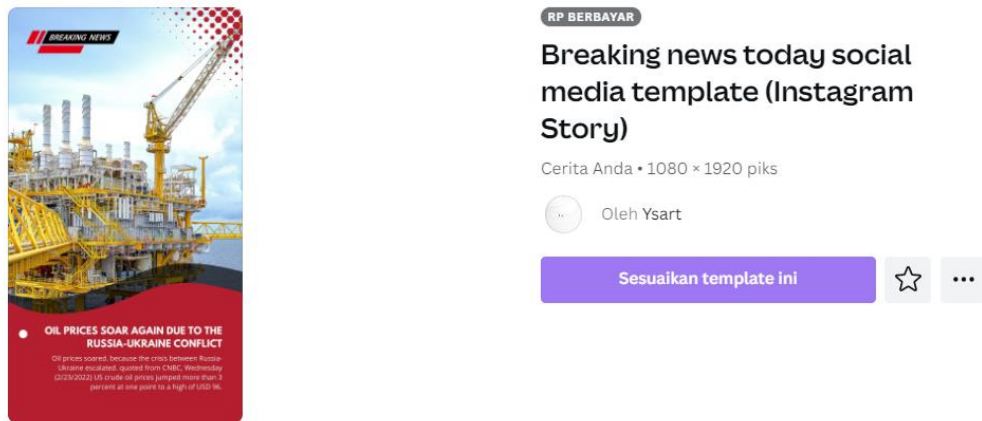 BREAKING NEWS
OIL PRICES SOAR AGAIN DUE TO THE
RUSSIA-UKRAINE CONFLICT
Oil prices soared. because the crisis between Russia-
Ukraine escalated. quoted from CNBC, Wednesday
(2/23/2022) US crude oil prices jumped more than 3
percent at one point to a high of USD 96.
RP BERBAYAR
Breaking news today social
media template (Instagram
Story)
Cerita Anda • 1080 × 1920 piks
Oleh Ysart
Sesuaikan template ini